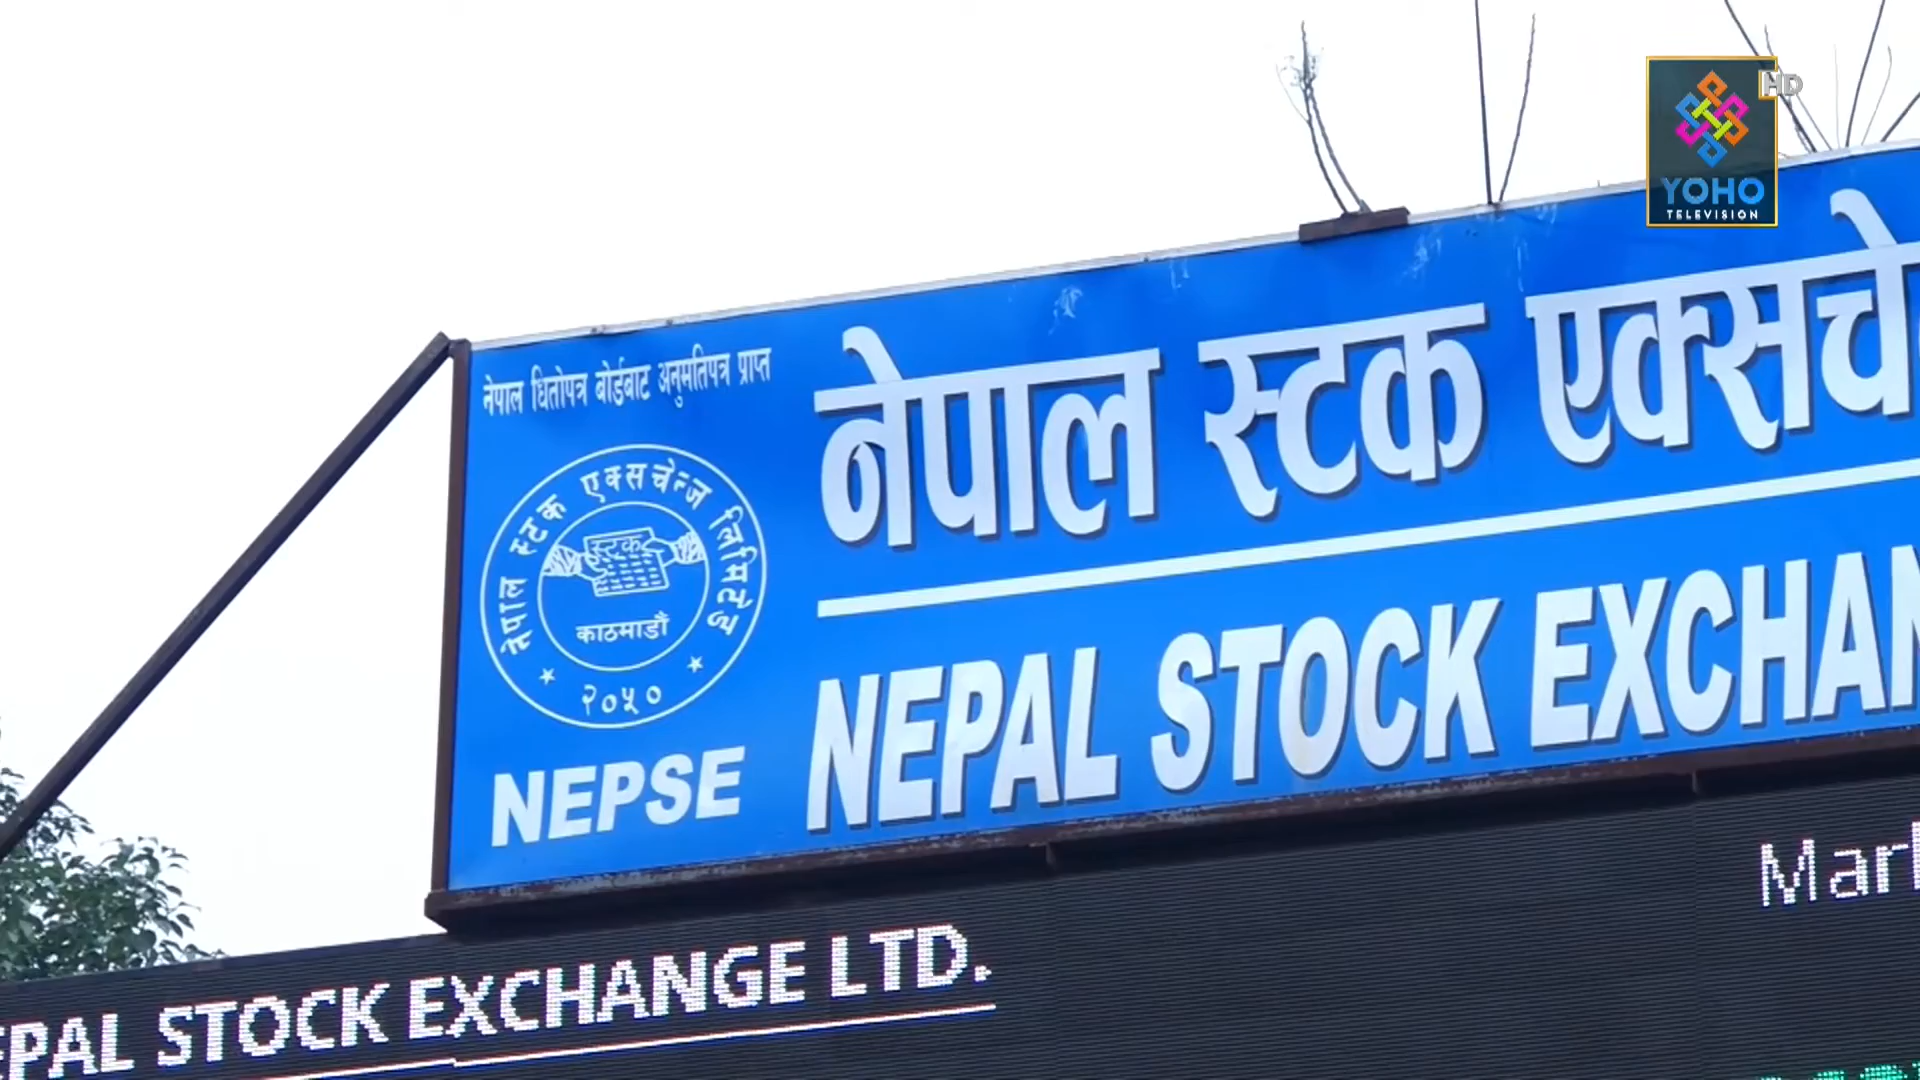 HD
YOHO
TELEVISION
नेपाल धितोपत्र बोर्डबाट अनुमतिपत्र प्राप्त
नेपाल स्टक एक्सचे
नेपाल स्टक एक्सचेन्ज लिमिटेड
स्टक
काठमाडौं
२०५०
NEPSE
NEPAL STOCK EXCHAN
Mark
EPAL STOCK EXCHANGE LTD.